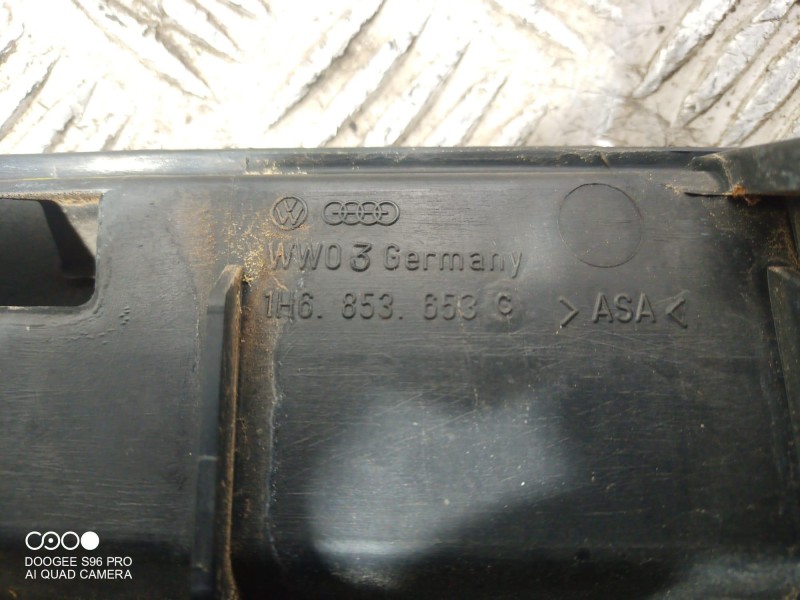 WW03 Germany
1H6. 853. 653 C
>ASA<
DOOGEE S96 PRO
AI QUAD CAMERA